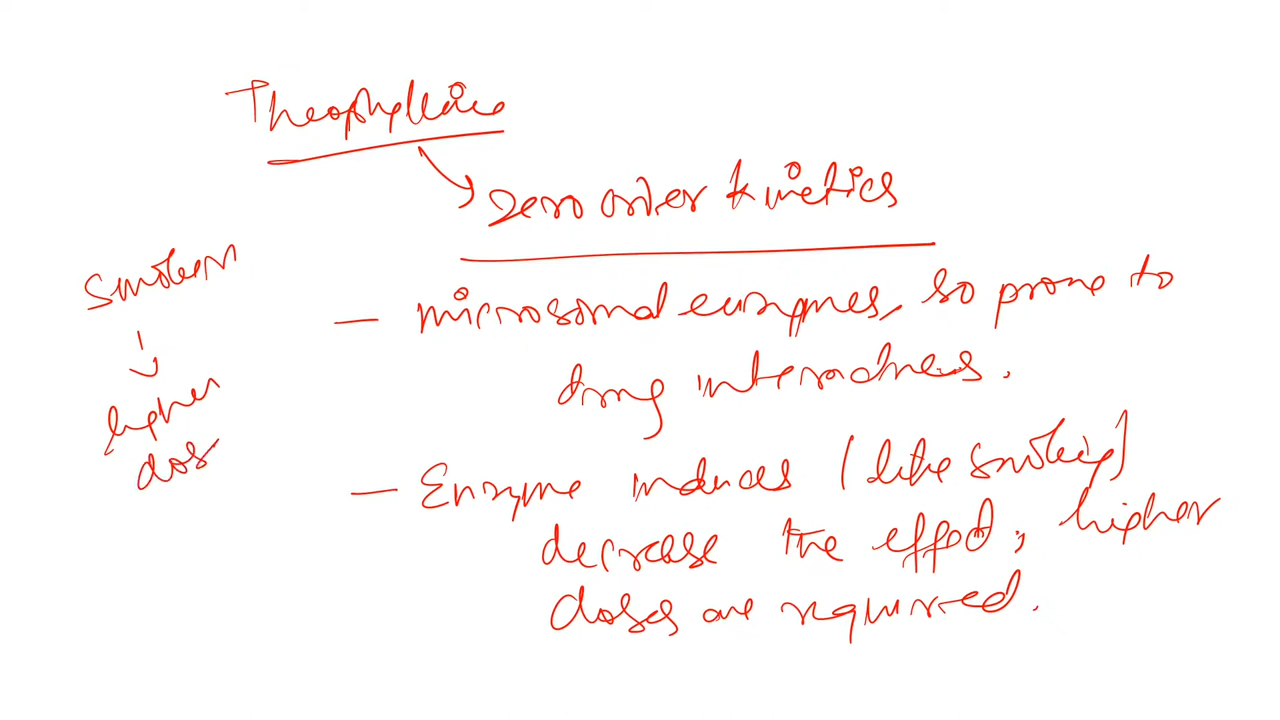 Theophylline
zero order kinetics
- microsomal enzymes, so prone to
drug interactions.
- Enzyme inducers (like smoking)
decrease the effect, higher
doses are required.
smokers
higher
dos